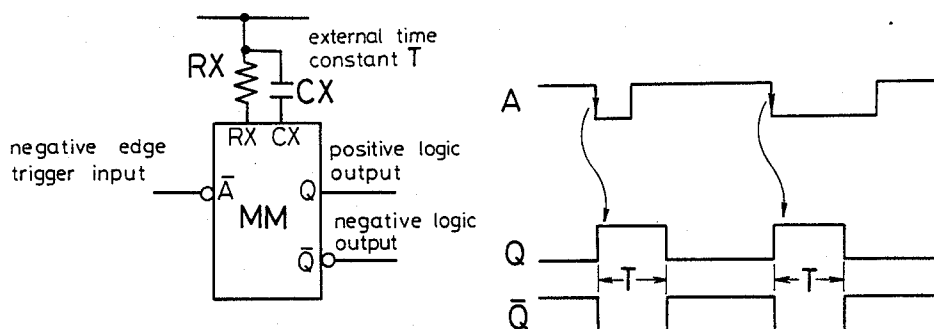 external time
constant T
RX
CX
RX CX
negative edge
trigger input
A̅
Q
MM
Q̅
positive logic
output
negative logic
output
A
Q
T
T
Q̅